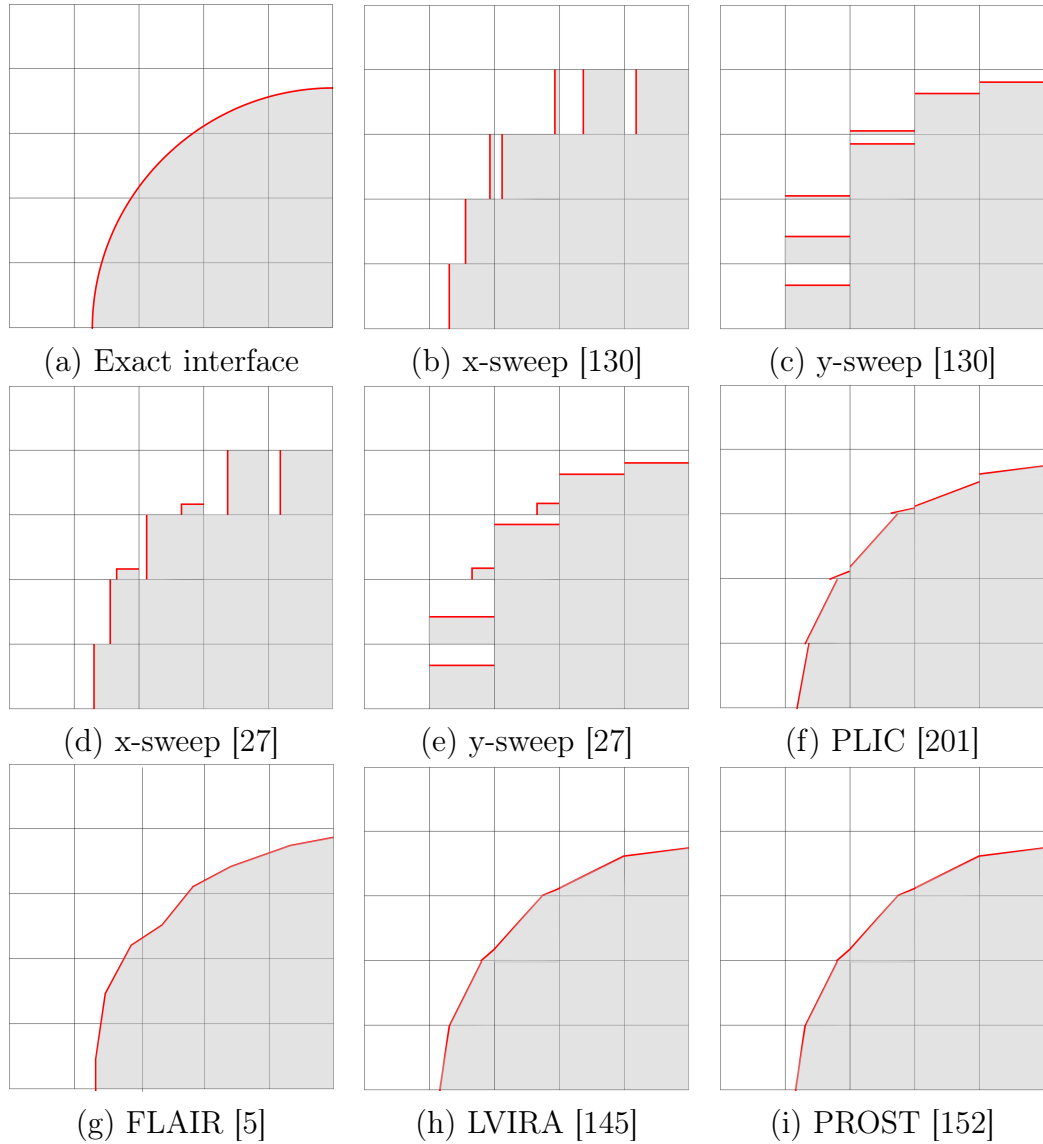 (a) Exact interface
(b) x-sweep [130]
(c) y-sweep [130]
(d) x-sweep [27]
(e) y-sweep [27]
(f) PLIC [201]
(g) FLAIR [5]
(h) LVIRA [145]
(i) PROST [152]